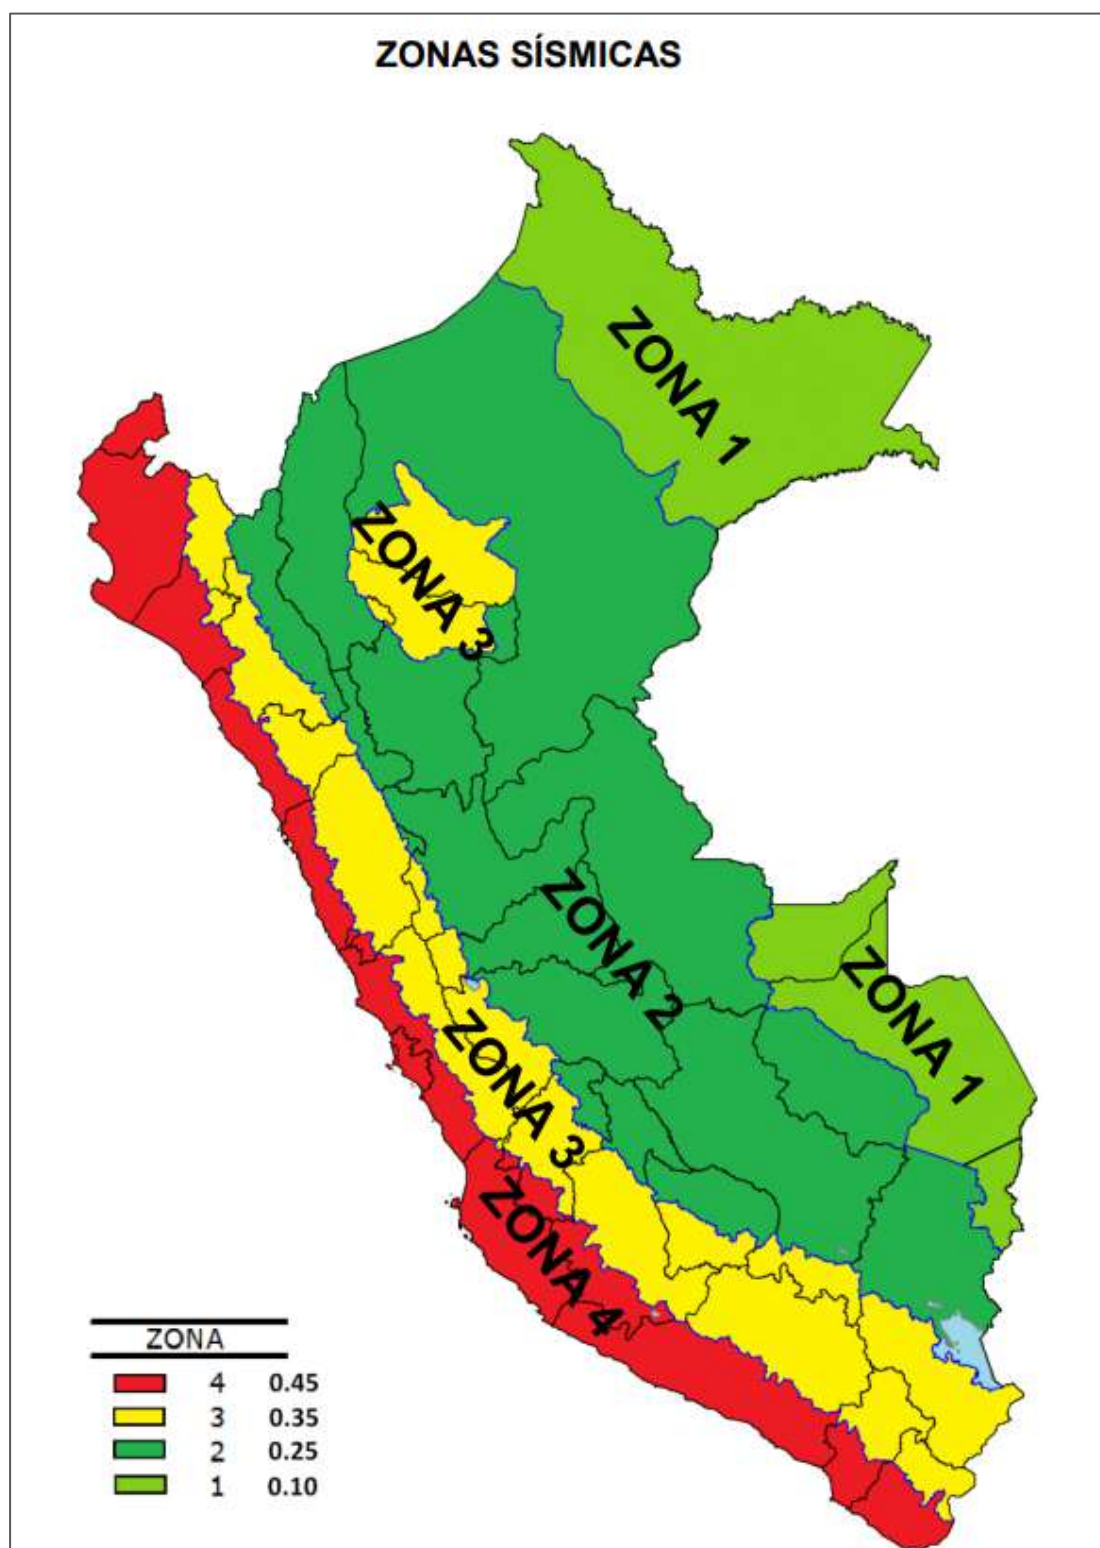 ZONAS SÍSMICAS
ZONA 1
ZONA 3
ZONA 2
ZONA 1
ZONA 3
ZONA 4
ZONA
4 0.45
3 0.35
2 0.25
1 0.10